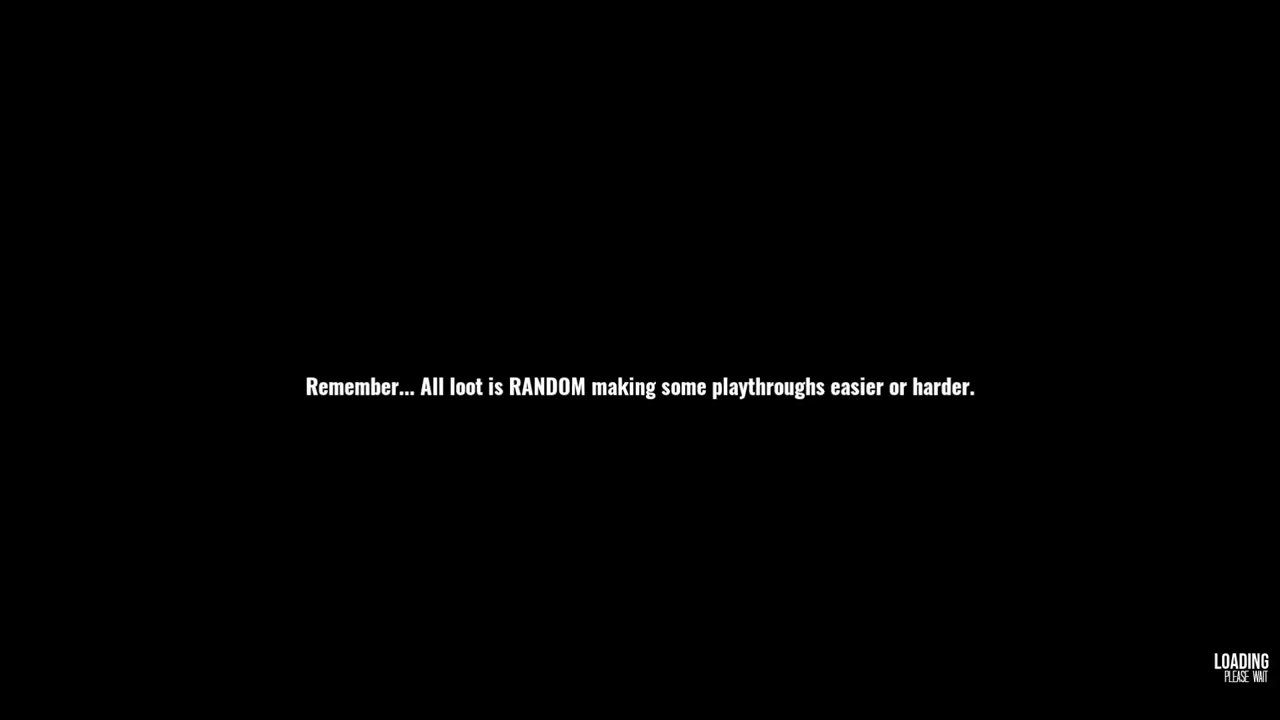 Remember... All loot is RANDOM making some playthroughs easier or harder.
LOADING
PLEASE WAIT